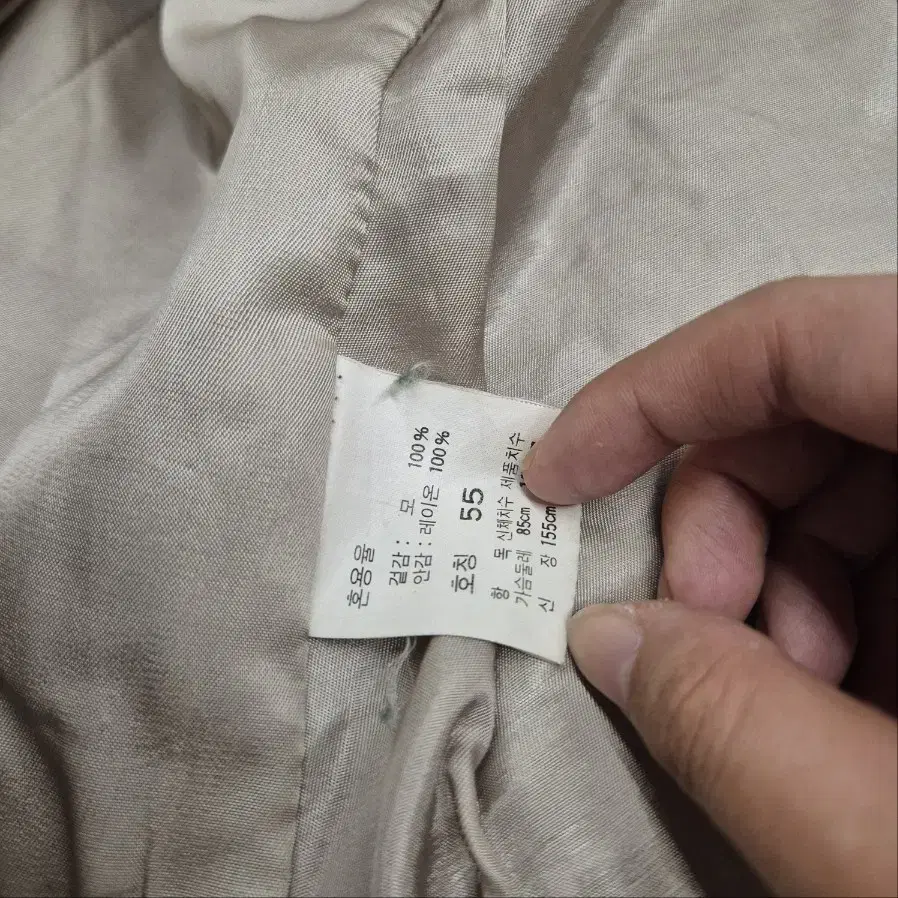 혼용율
겉감: 모 100%
안감: 레이온 100%
호칭 55
항 목 신체치수 제품치수
가슴둘레 85cm
신 장 155cm